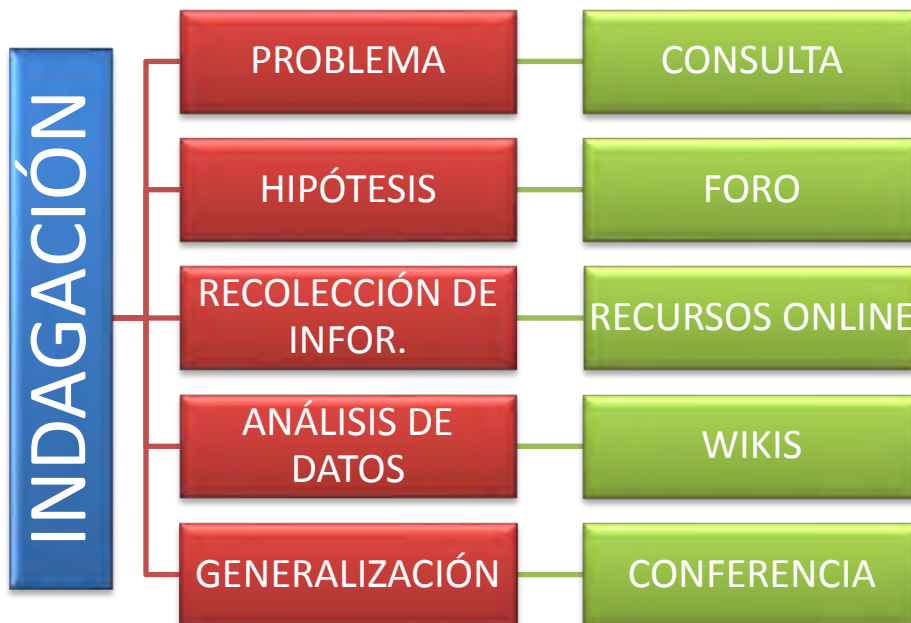 INDAGACIÓN
PROBLEMA
CONSULTA
HIPÓTESIS
FORO
RECOLECCIÓN DE
INFOR.
RECURSOS ONLINE
ANÁLISIS DE
DATOS
WIKIS
GENERALIZACIÓN
CONFERENCIA